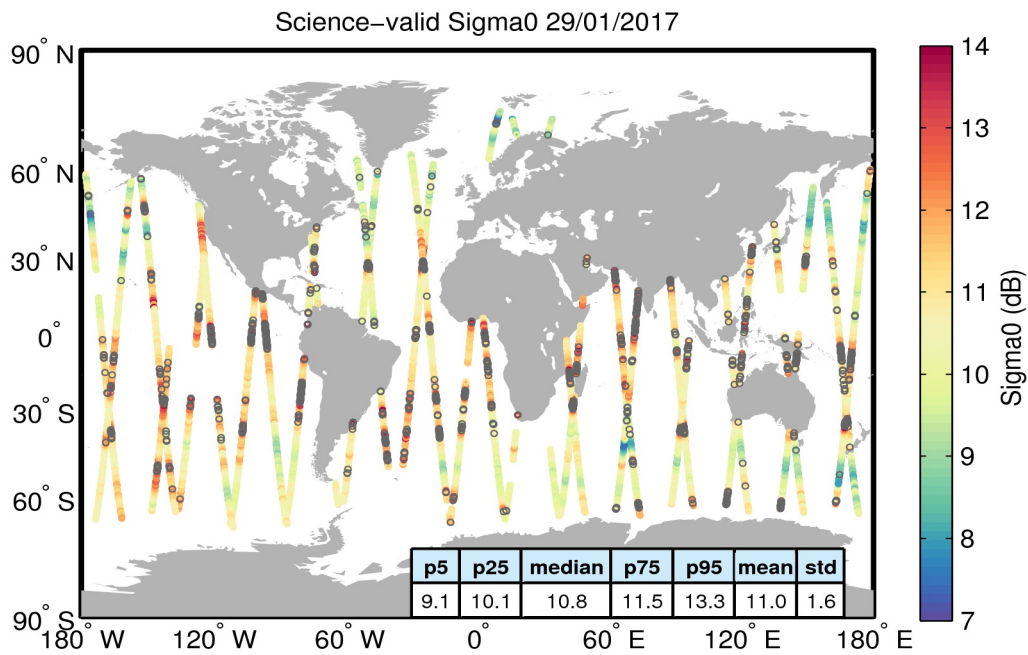 Science-valid Sigma0 29/01/2017
90° N
60° N
30° N
0°
30° S
60° S
90° S
180° W
120° W
60° W
0°
60° E
120° E
180° E
p5 p25 median p75 p95 mean std
9.1 10.1 10.8 11.5 13.3 11.0 1.6
14
13
12
11
10
9
8
7
Sigma0 (dB)